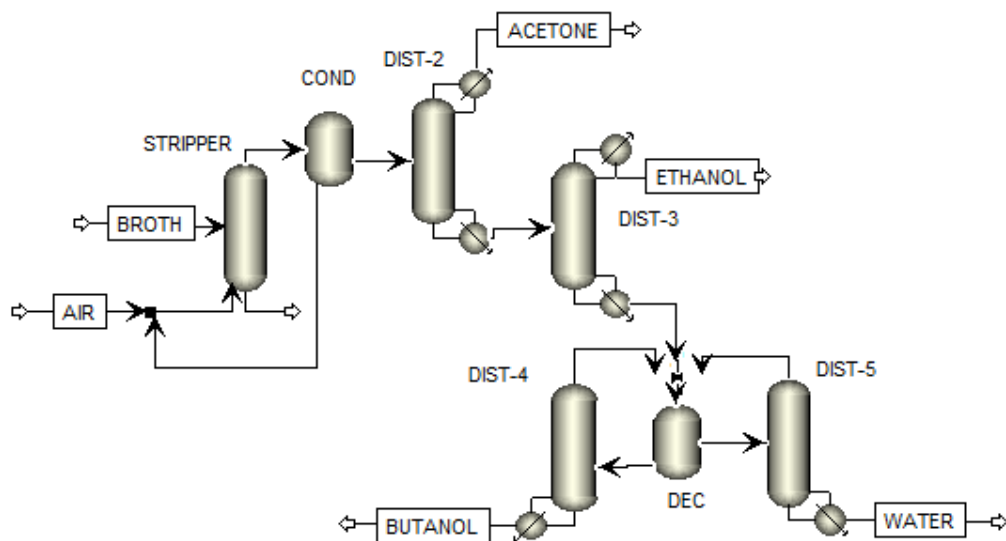 ACETONE
DIST-2
COND
STRIPPER
ETHANOL
BROTH
DIST-3
AIR
DIST-4
DIST-5
DEC
BUTANOL
WATER